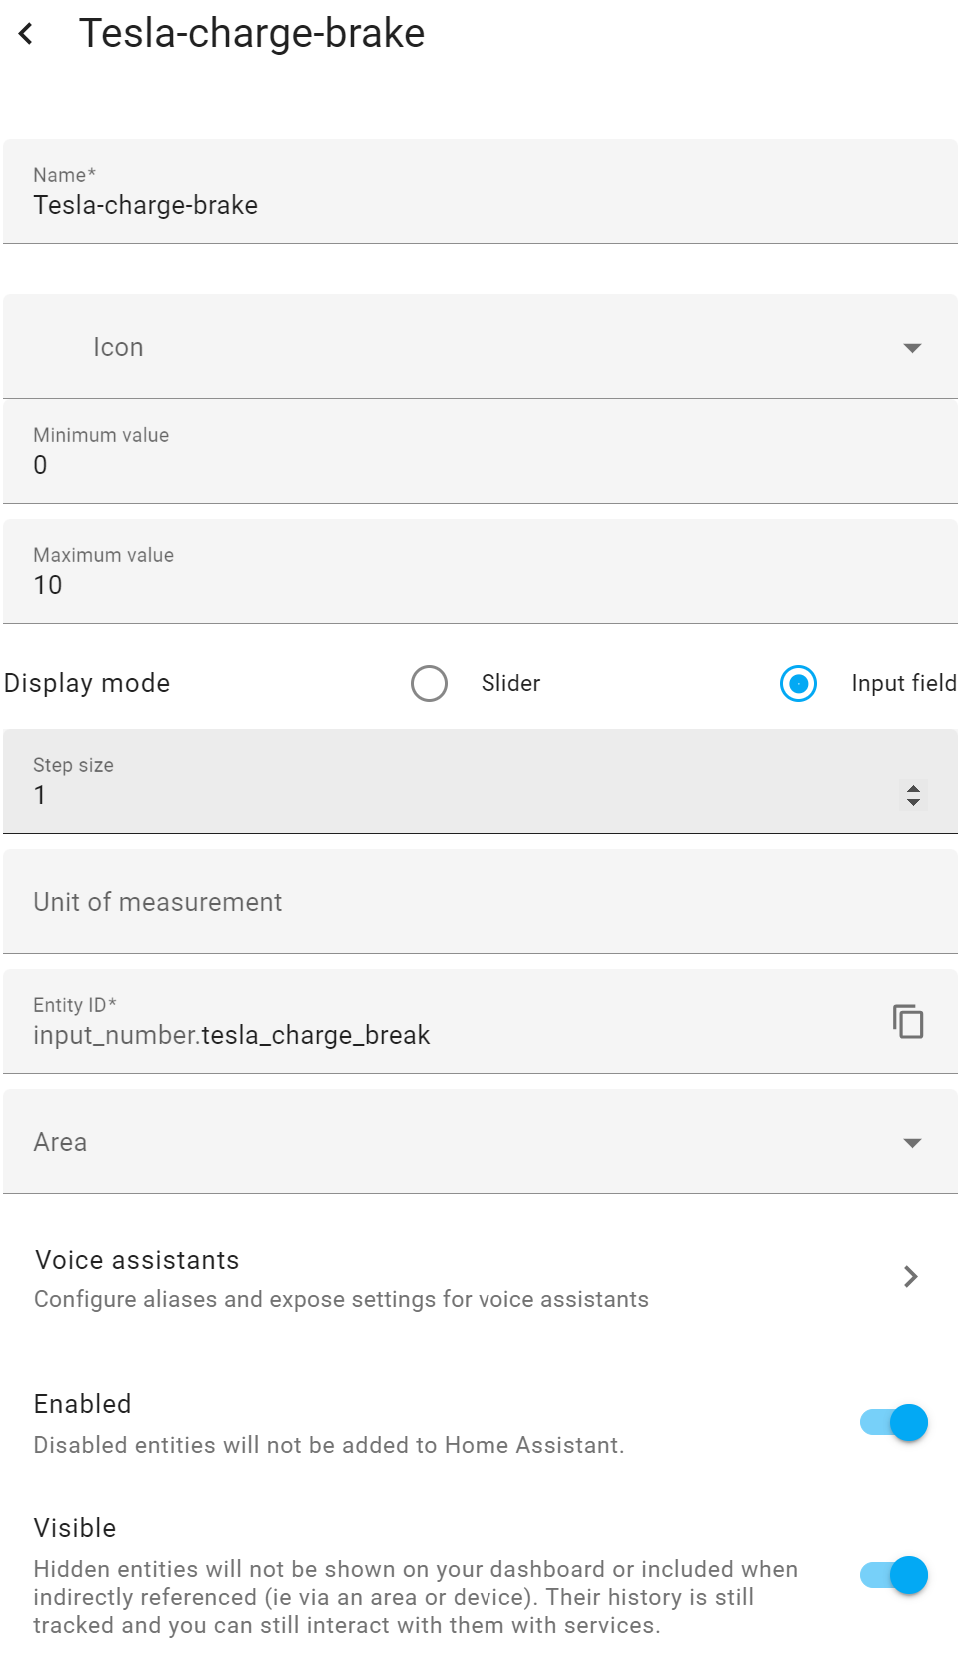 Tesla-charge-brake
Name*
Tesla-charge-brake
Icon
Minimum value
0
Maximum value
10
Display mode Slider Input field
Step size
1
Unit of measurement
Entity ID*
input_number.tesla_charge_break
Area
Voice assistants
Configure aliases and expose settings for voice assistants
Enabled
Disabled entities will not be added to Home Assistant.
Visible
Hidden entities will not be shown on your dashboard or included when
indirectly referenced (ie via an area or device). Their history is still
tracked and you can still interact with them with services.